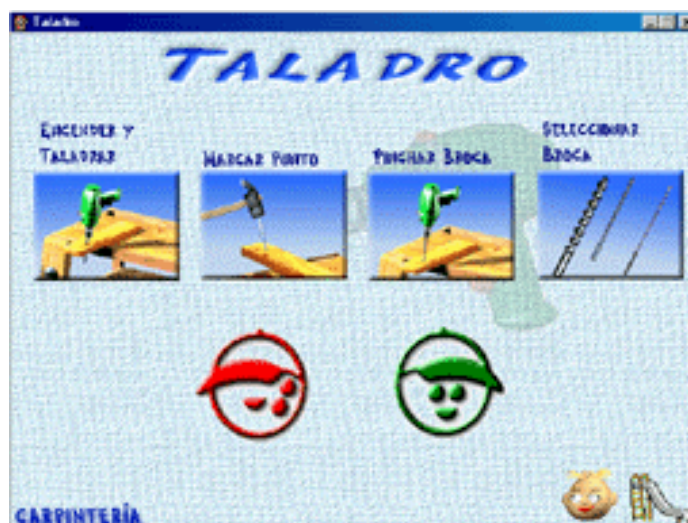 Taladro
TALADRO
ENCENDER Y
TALADRAR
MARCAR PUNTO
PINCHAR BROCA
SELECCIONAR
BROCA
CARPINTERÍA